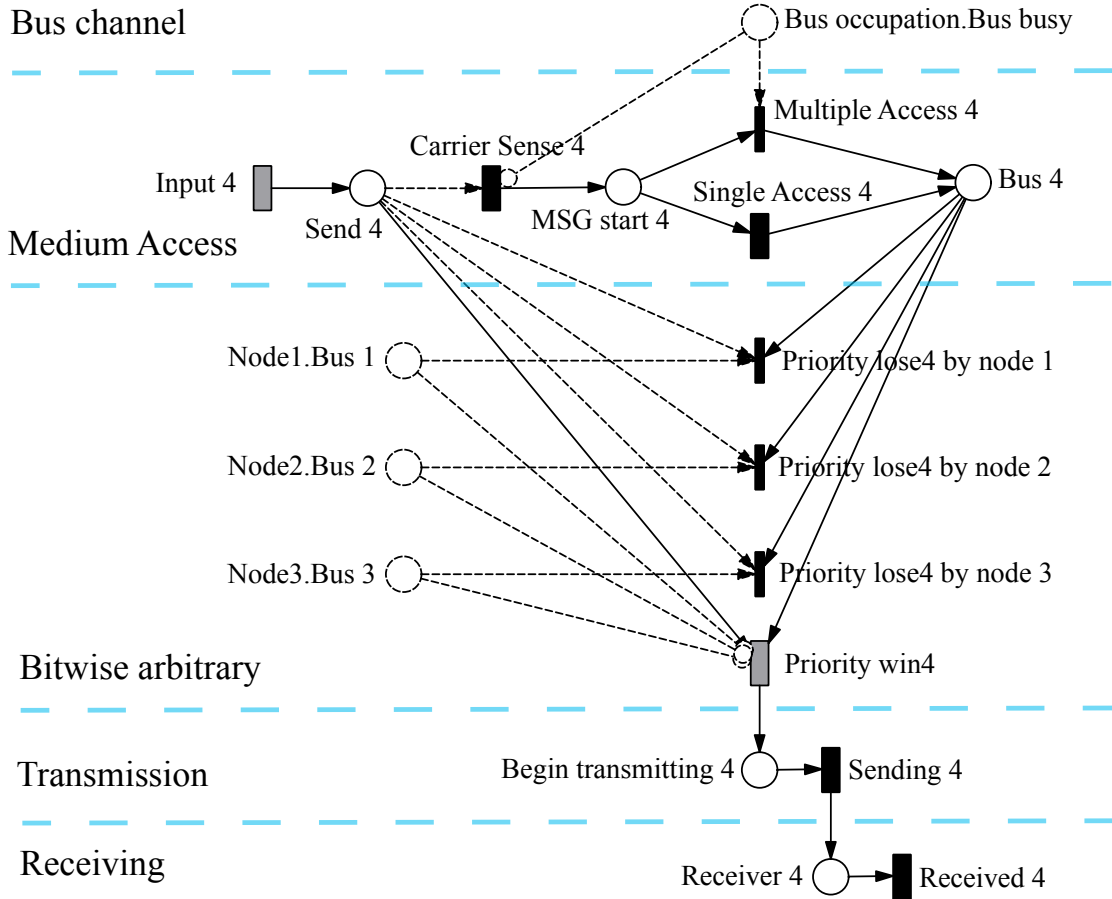 Bus channel
Bus occupation.Bus busy
Multiple Access 4
Carrier Sense 4
Input 4
Single Access 4
Bus 4
Send 4
MSG start 4
Medium Access
Node1.Bus 1
Priority lose4 by node 1
Node2.Bus 2
Priority lose4 by node 2
Node3.Bus 3
Priority lose4 by node 3
Bitwise arbitrary
Priority win4
Transmission
Begin transmitting 4
Sending 4
Receiving
Receiver 4
Received 4